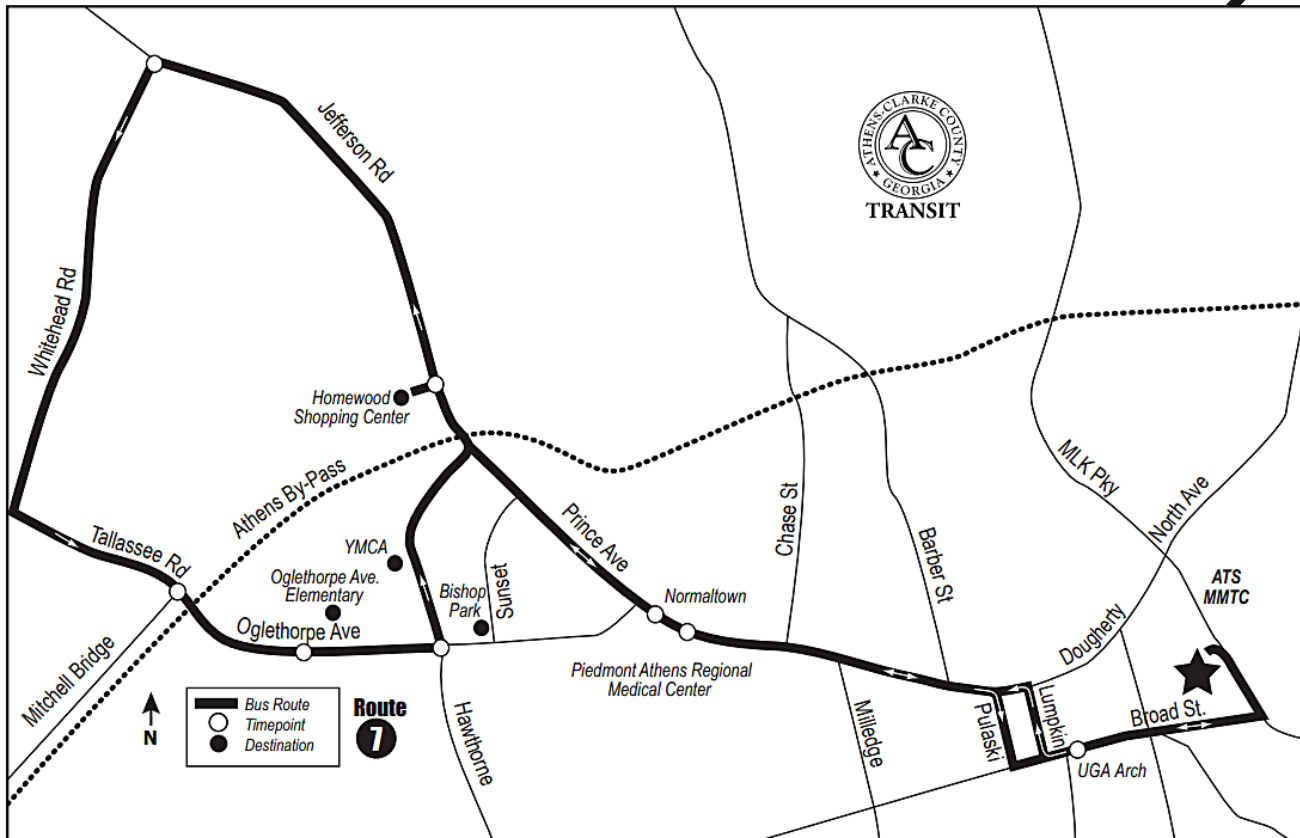 ATHENS-CLARKE COUNTY
AC
GEORGIA
TRANSIT
Jefferson Rd
Whitehead Rd
Homewood
Shopping Center
Athens By-Pass
Tallassee Rd
YMCA
Oglethorpe Ave.
Elementary
Oglethorpe Ave
Bishop
Park
Sunset
Prince Ave
Normaltown
Piedmont Athens Regional
Medical Center
Chase St
Barber St
MLK Pky
North Ave
ATS
MMTC
Dougherty
Mitchell Bridge
N
Bus Route
Timepoint
Destination
Route
7
Hawthorne
Milledge
Pulaski
Lumpkin
Broad St.
UGA Arch